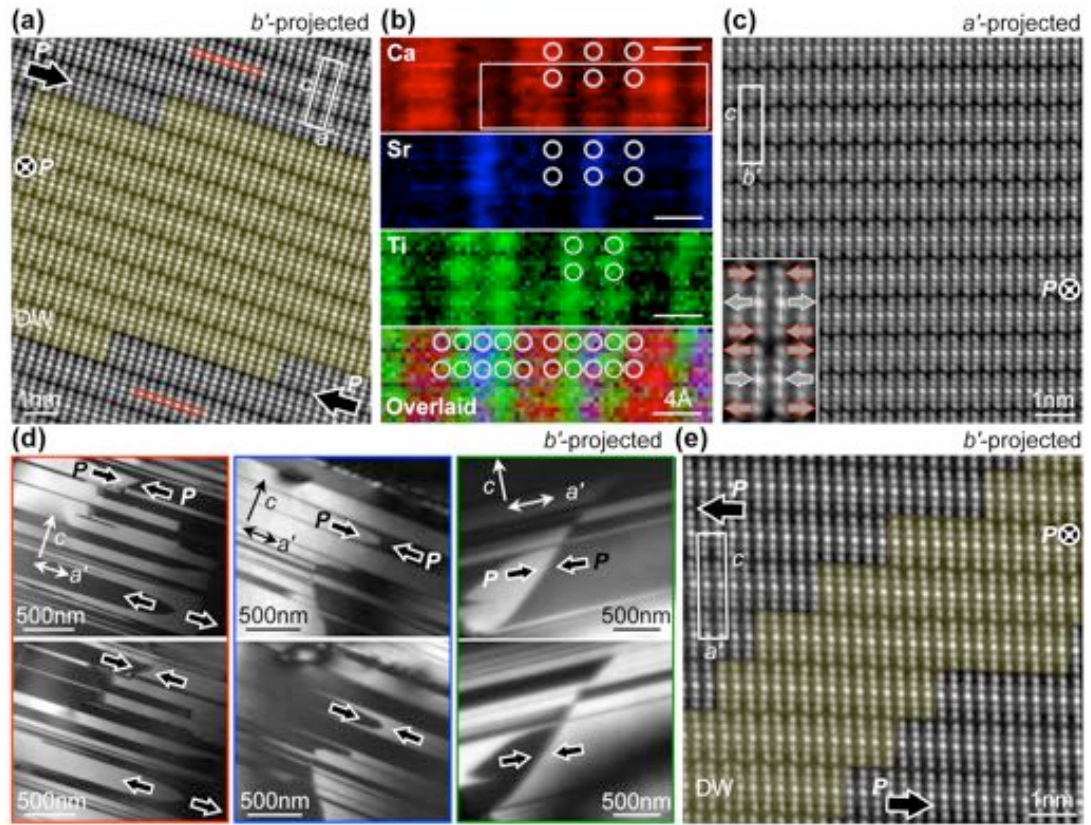 (a) b'-projected
P
c
a
P
DW
1nm
P
(b)
Ca
Sr
Ti
Overlaid 4A
(c) a'-projected
c
b'
P
1nm
(d) b'-projected
P
P
c
a'
500nm
500nm
P
P
c
a'
500nm
500nm
c
a'
P P
500nm
500nm
(e) b'-projected
P
P
c
a'
DW
P
1nm